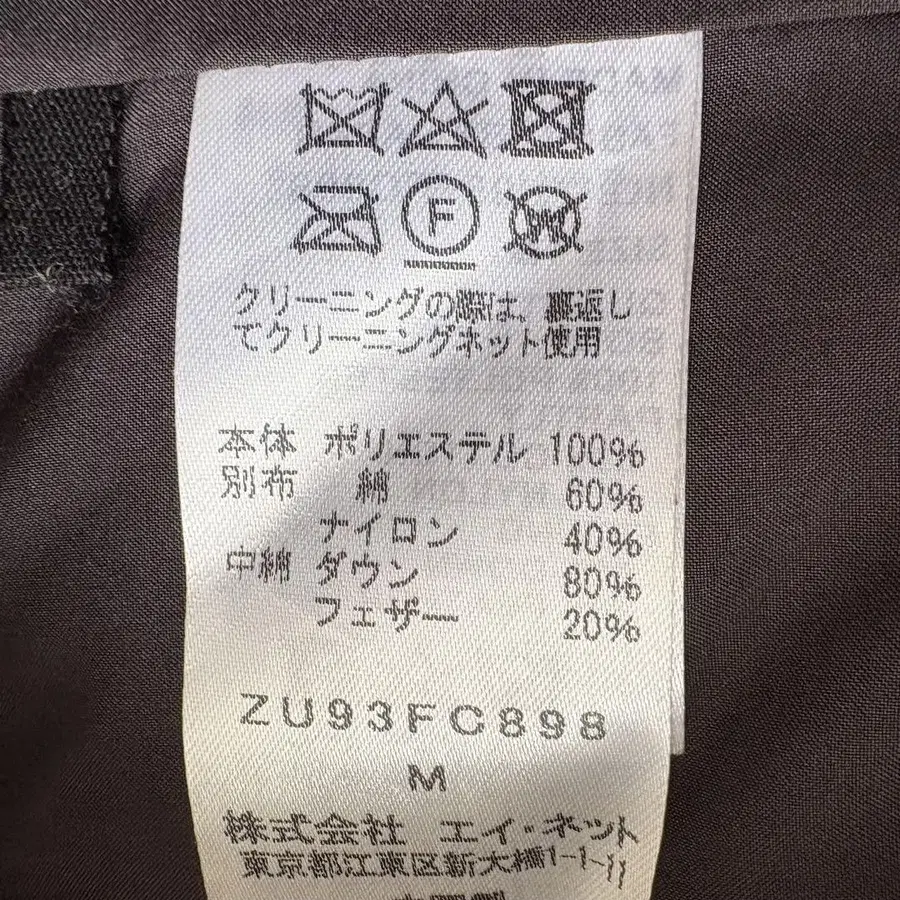 F
W
クリーニングの際は、裏返し
てクリーニングネット使用
本体 ポリエステル 100%
別布 綿 60%
ナイロン 40%
中綿 ダウン 80%
フェザー 20%
ZU93FC898
M
株式会社 エイ・ネット
東京都江東区新大橋1-1-11